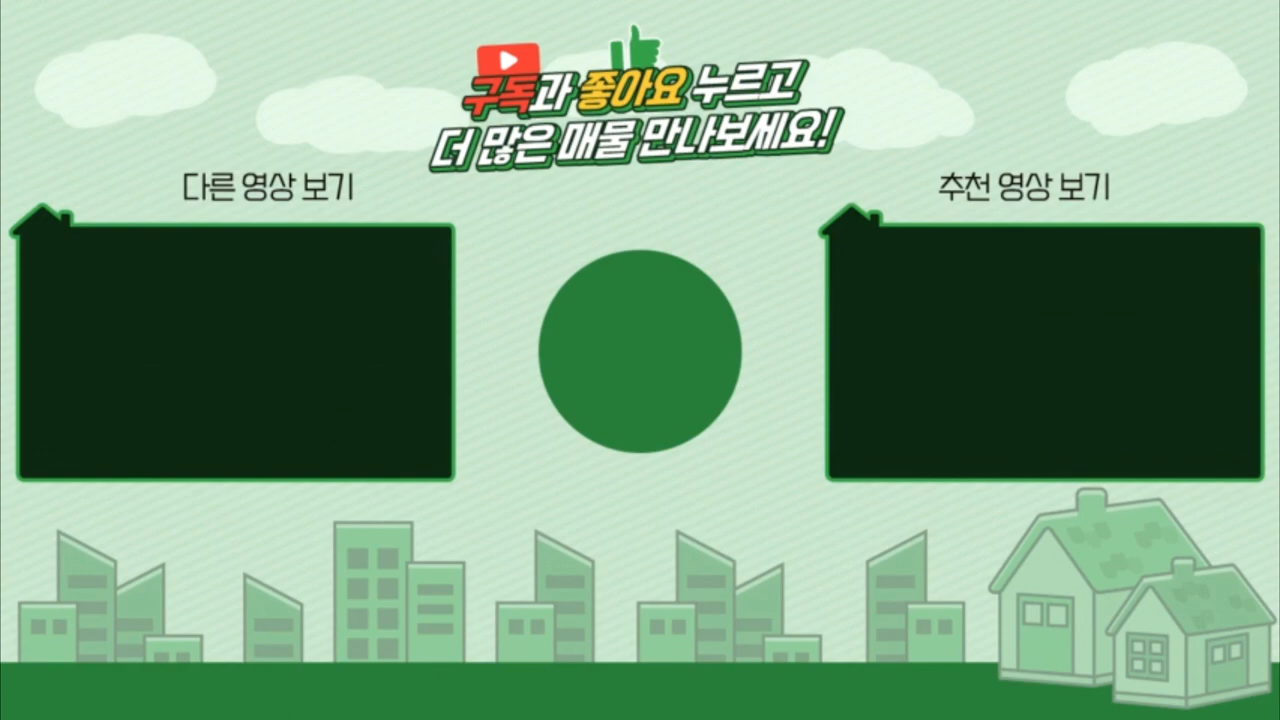 구독과 좋아요 누르고
더 많은 매물 만나보세요!
다른 영상 보기
추천 영상 보기